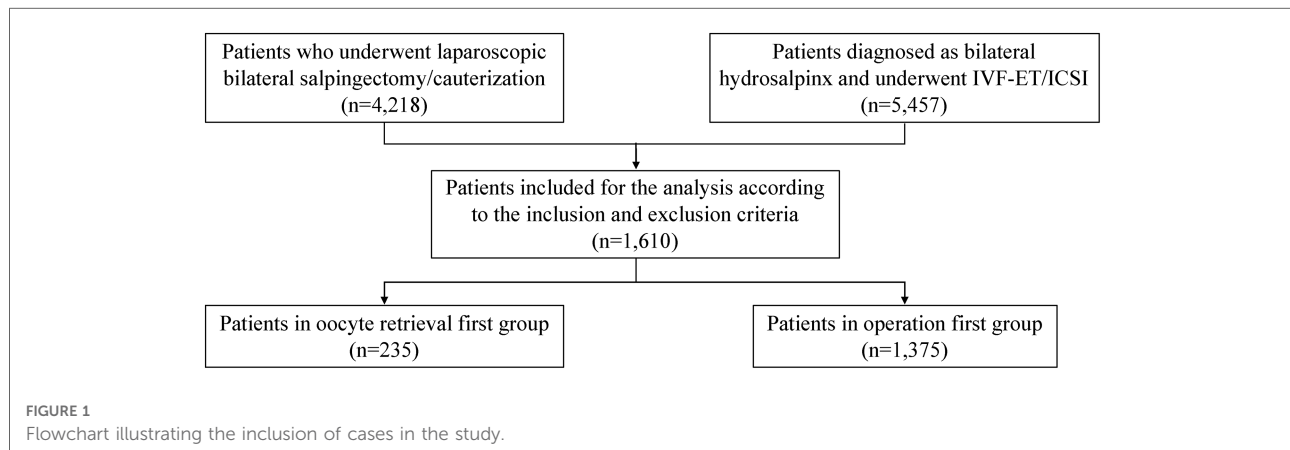 Patients who underwent laparoscopic
bilateral salpingectomy/cauterization
(n=4,218)
Patients diagnosed as bilateral
hydrosalpinx and underwent IVF-ET/ICSI
(n=5,457)
Patients included for the analysis according
to the inclusion and exclusion criteria
(n=1,610)
Patients in oocyte retrieval first group
(n=235)
Patients in operation first group
(n=1,375)
FIGURE 1
Flowchart illustrating the inclusion of cases in the study.